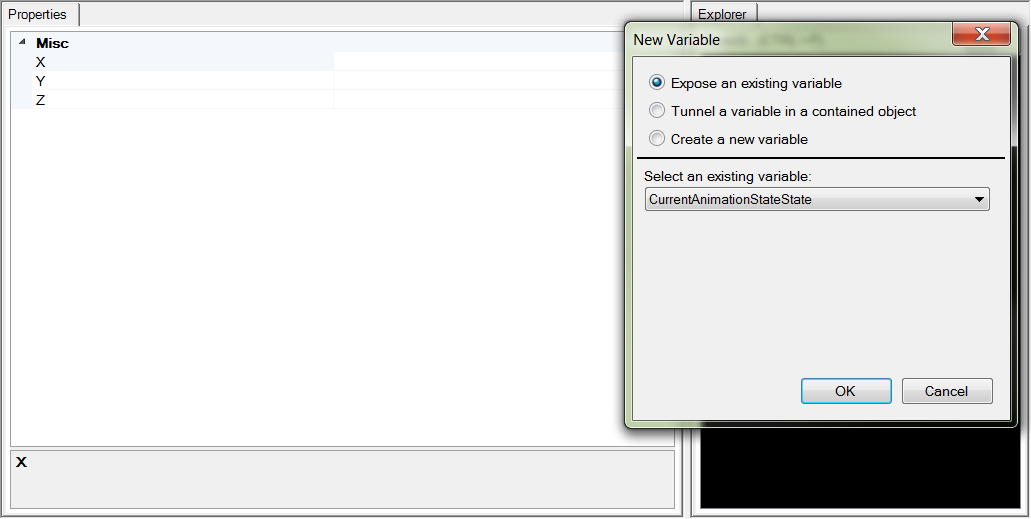 Properties
Misc
X
Y
Z
X
Explorer
New Variable
Expose an existing variable
Tunnel a variable in a contained object
Create a new variable
Select an existing variable:
CurrentAnimationStateState
OK
Cancel